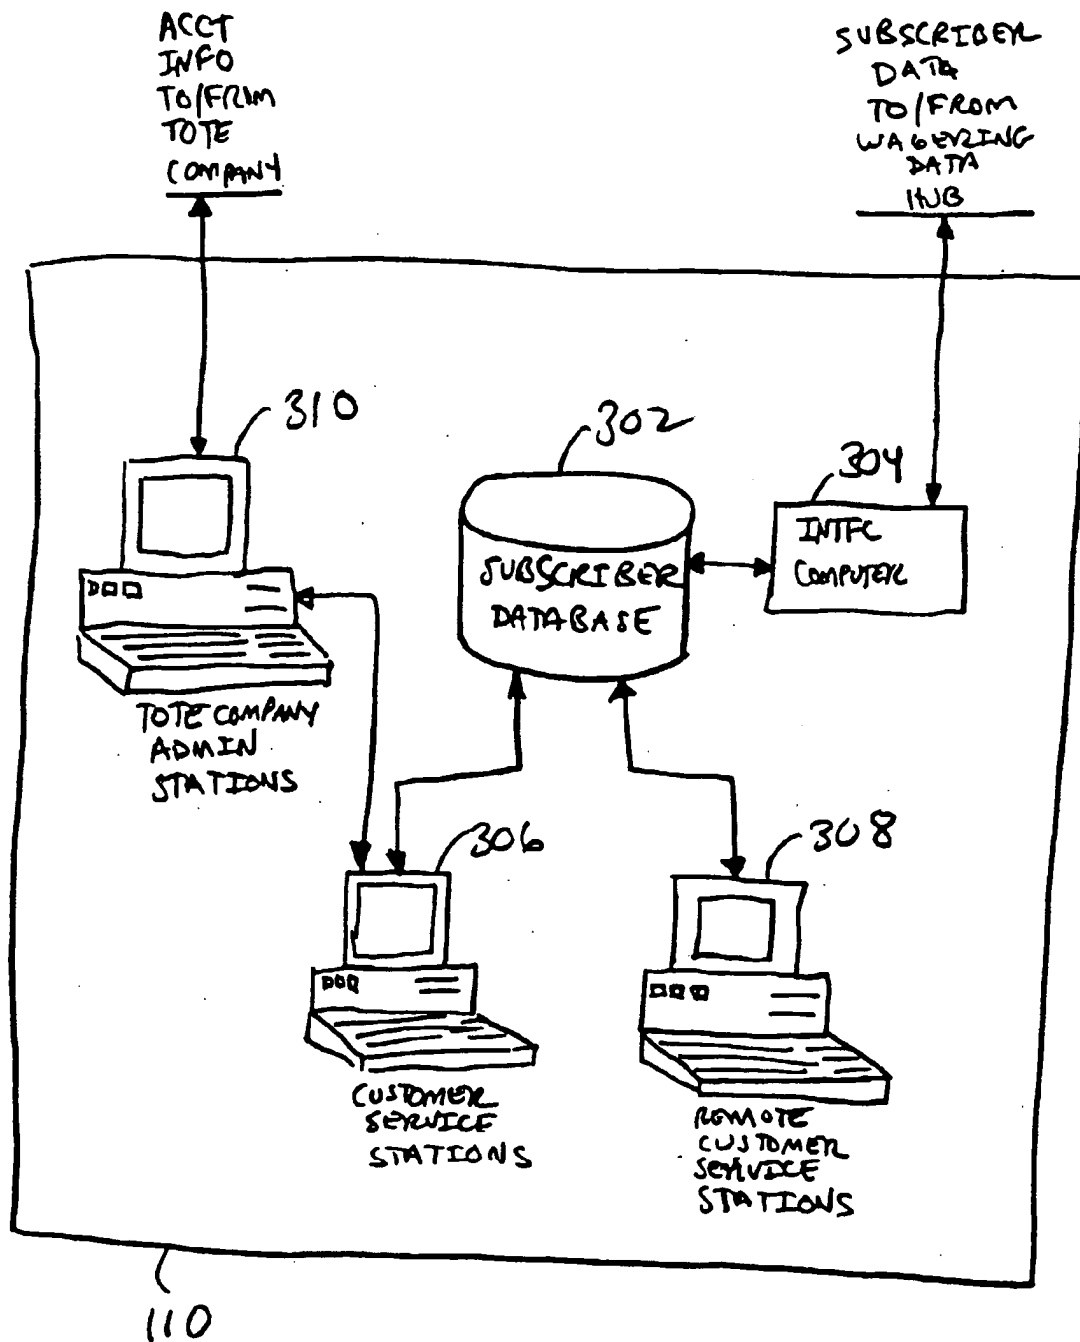 ACCT
INFO
TO/FRIM
TOTE
COMPANY
SUBSCRIBER
DATA
TO/FROM
WAGERING
DATA
HUB
310
302
304
INTFC
COMPUTER
SUBSCRIBER
DATABASE
TOTE COMPANY
ADMIN
STATIONS
306
308
CUSTOMER
SERVICE
STATIONS
REMOTE
CUSTOMER
SERVICE
STATIONS
110